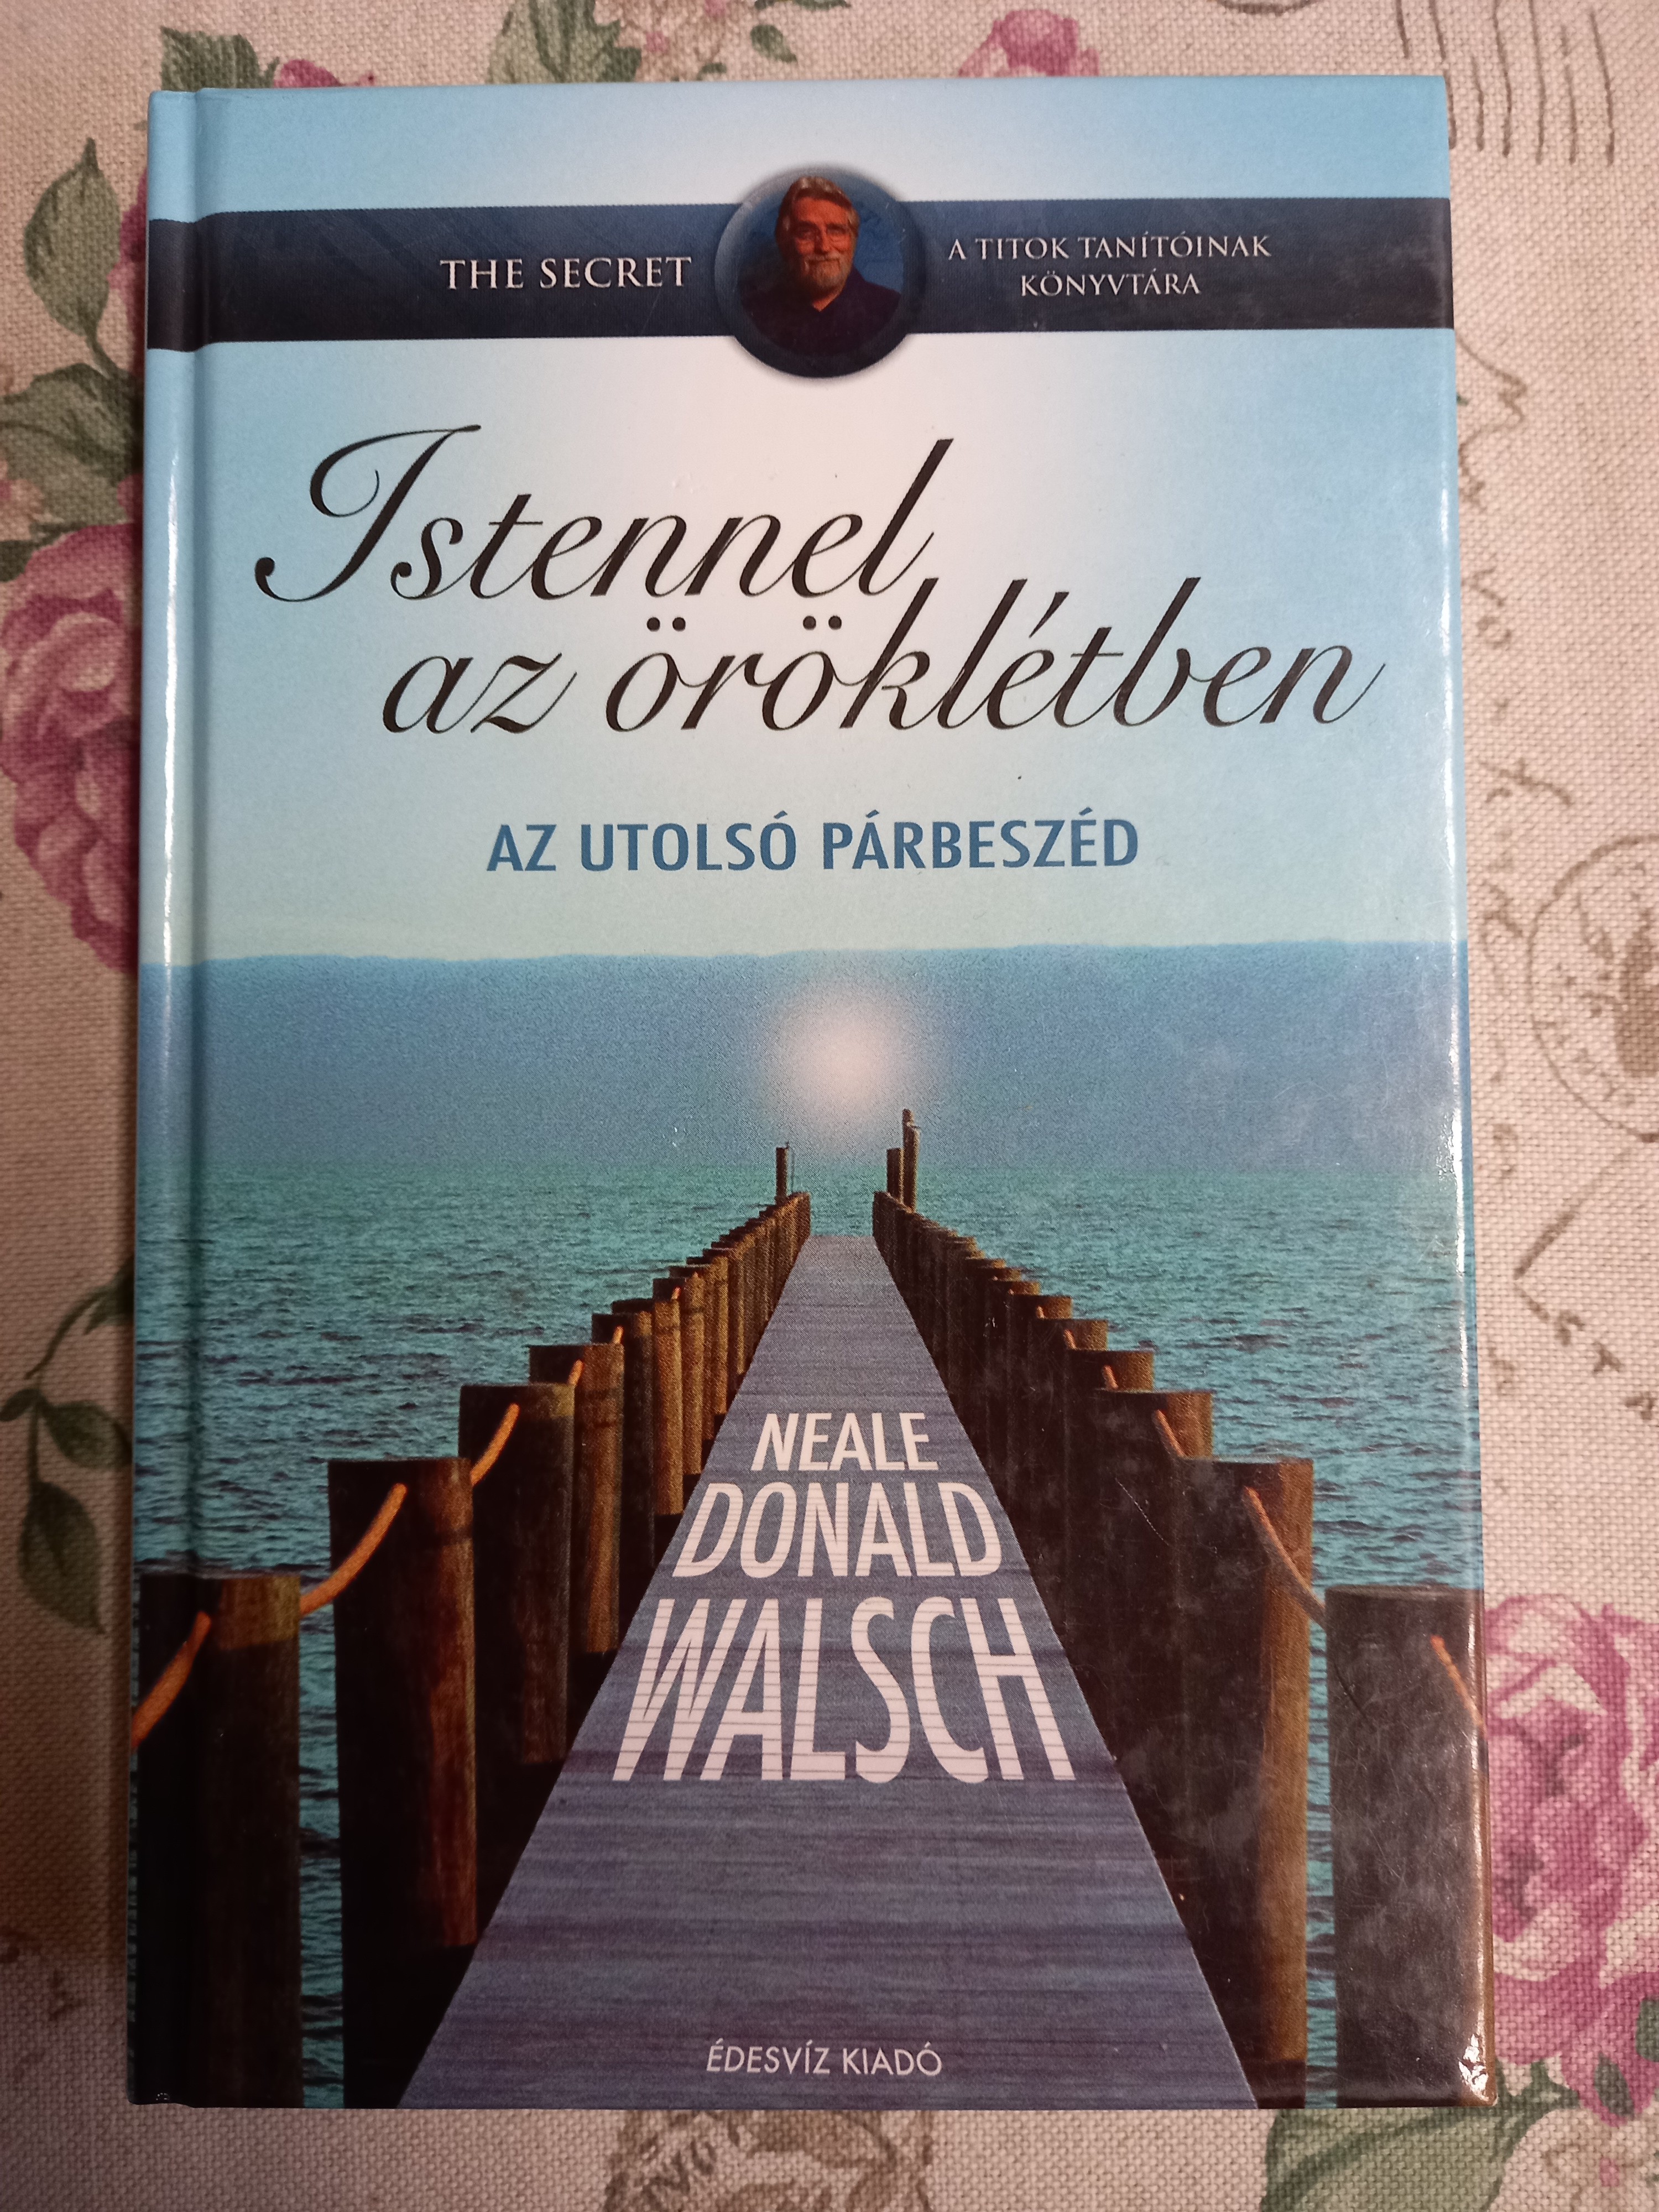 THE SECRET
A TITOK TANÍTÓINAK
KÖNYVTÁRA
Istennel
az öröklétben
AZ UTOLSÓ PÁRBESZÉD
NEALE
DONALD
WALSCH
ÉDESVÍZ KIADÓ